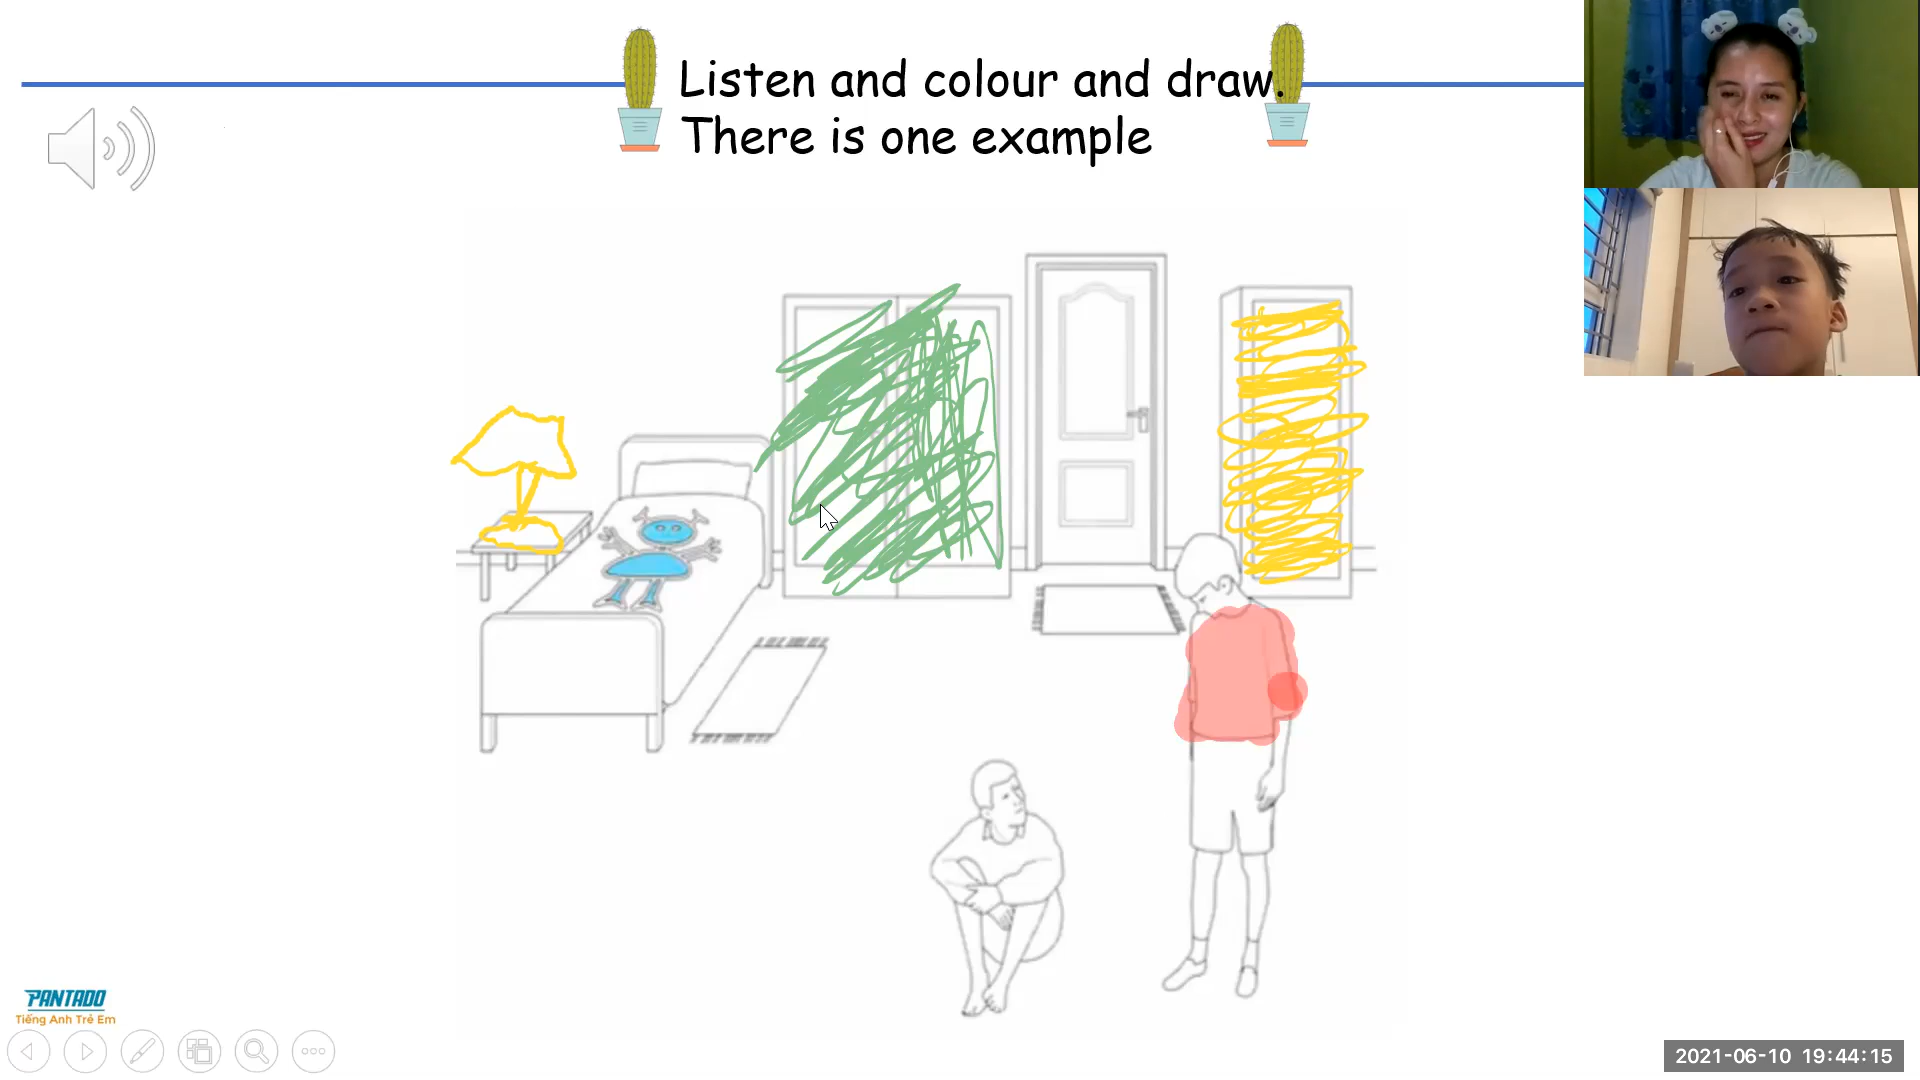 Listen and colour and draw.
There is one example
PANTADO
Tiếng Anh Trẻ Em
2021-06-10 19:44:15